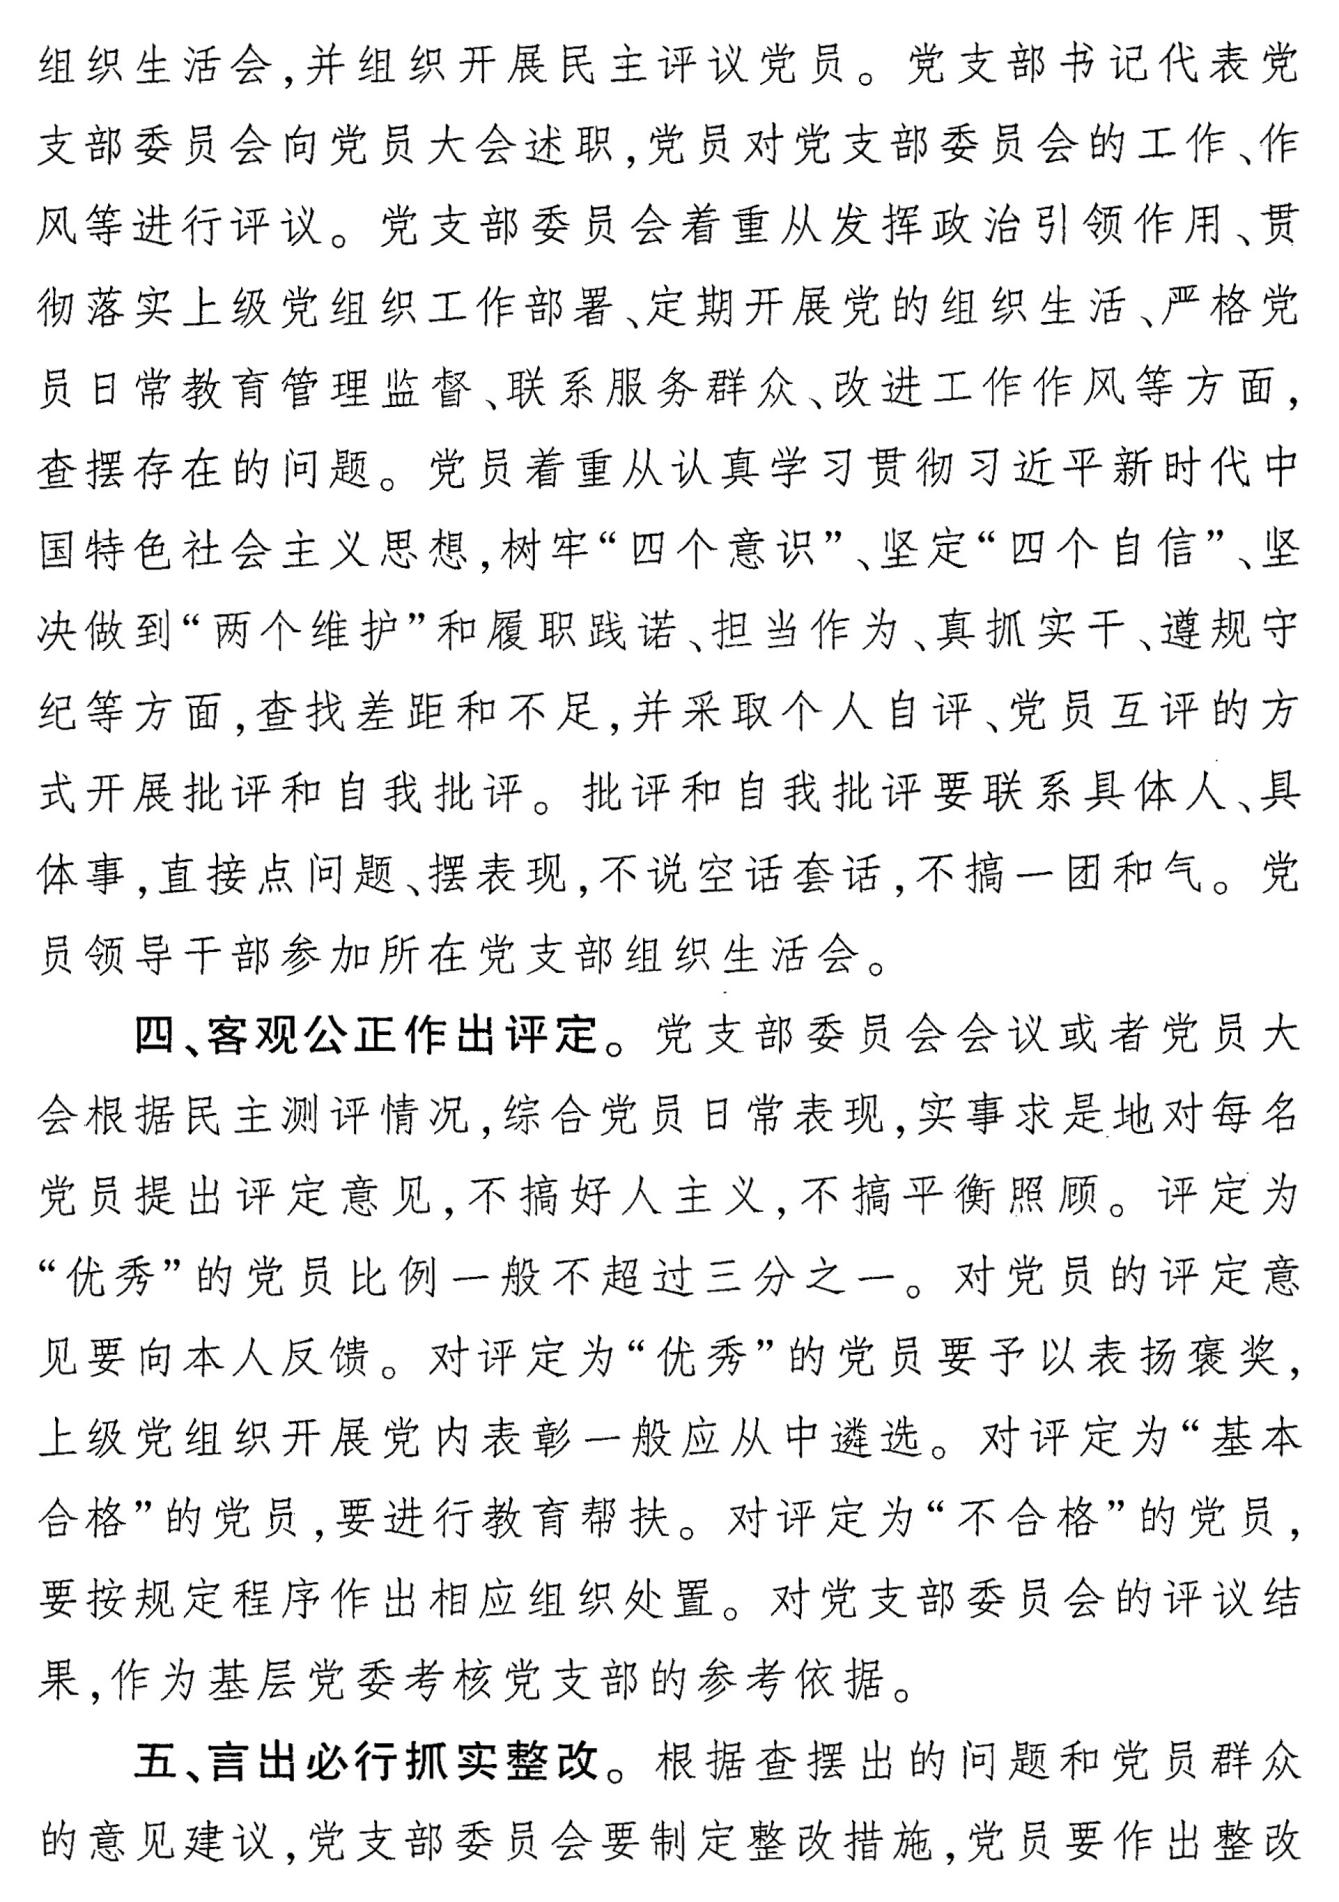 组织生活会,并组织开展民主评议党员。党支部书记代表党
支部委员会向党员大会述职,党员对党支部委员会的工作、作
风等进行评议。党支部委员会着重从发挥政治引领作用、贯
彻落实上级党组织工作部署、定期开展党的组织生活、严格党
员日常教育管理监督、联系服务群众、改进工作作风等方面,
查摆存在的问题。党员着重从认真学习贯彻习近平新时代中
国特色社会主义思想,树牢“四个意识”、坚定“四个自信”、坚
决做到“两个维护”和履职践诺、担当作为、真抓实干、遵规守
纪等方面,查找差距和不足,并采取个人自评、党员互评的方
式开展批评和自我批评。批评和自我批评要联系具体人、具
体事,直接点问题、摆表现,不说空话套话,不搞一团和气。党
员领导干部参加所在党支部组织生活会。
四、客观公正作出评定。党支部委员会会议或者党员大
会根据民主测评情况,综合党员日常表现,实事求是地对每名
党员提出评定意见,不搞好人主义,不搞平衡照顾。评定为
“优秀”的党员比例一般不超过三分之一。对党员的评定意
见要向本人反馈。对评定为“优秀”的党员要予以表扬褒奖,
上级党组织开展党内表彰一般应从中遴选。对评定为“基本
合格”的党员,要进行教育帮扶。对评定为“不合格”的党员,
要按规定程序作出相应组织处置。对党支部委员会的评议结
果,作为基层党委考核党支部的参考依据。
五、言出必行抓实整改。根据查摆出的问题和党员群众
的意见建议,党支部委员会要制定整改措施,党员要作出整改